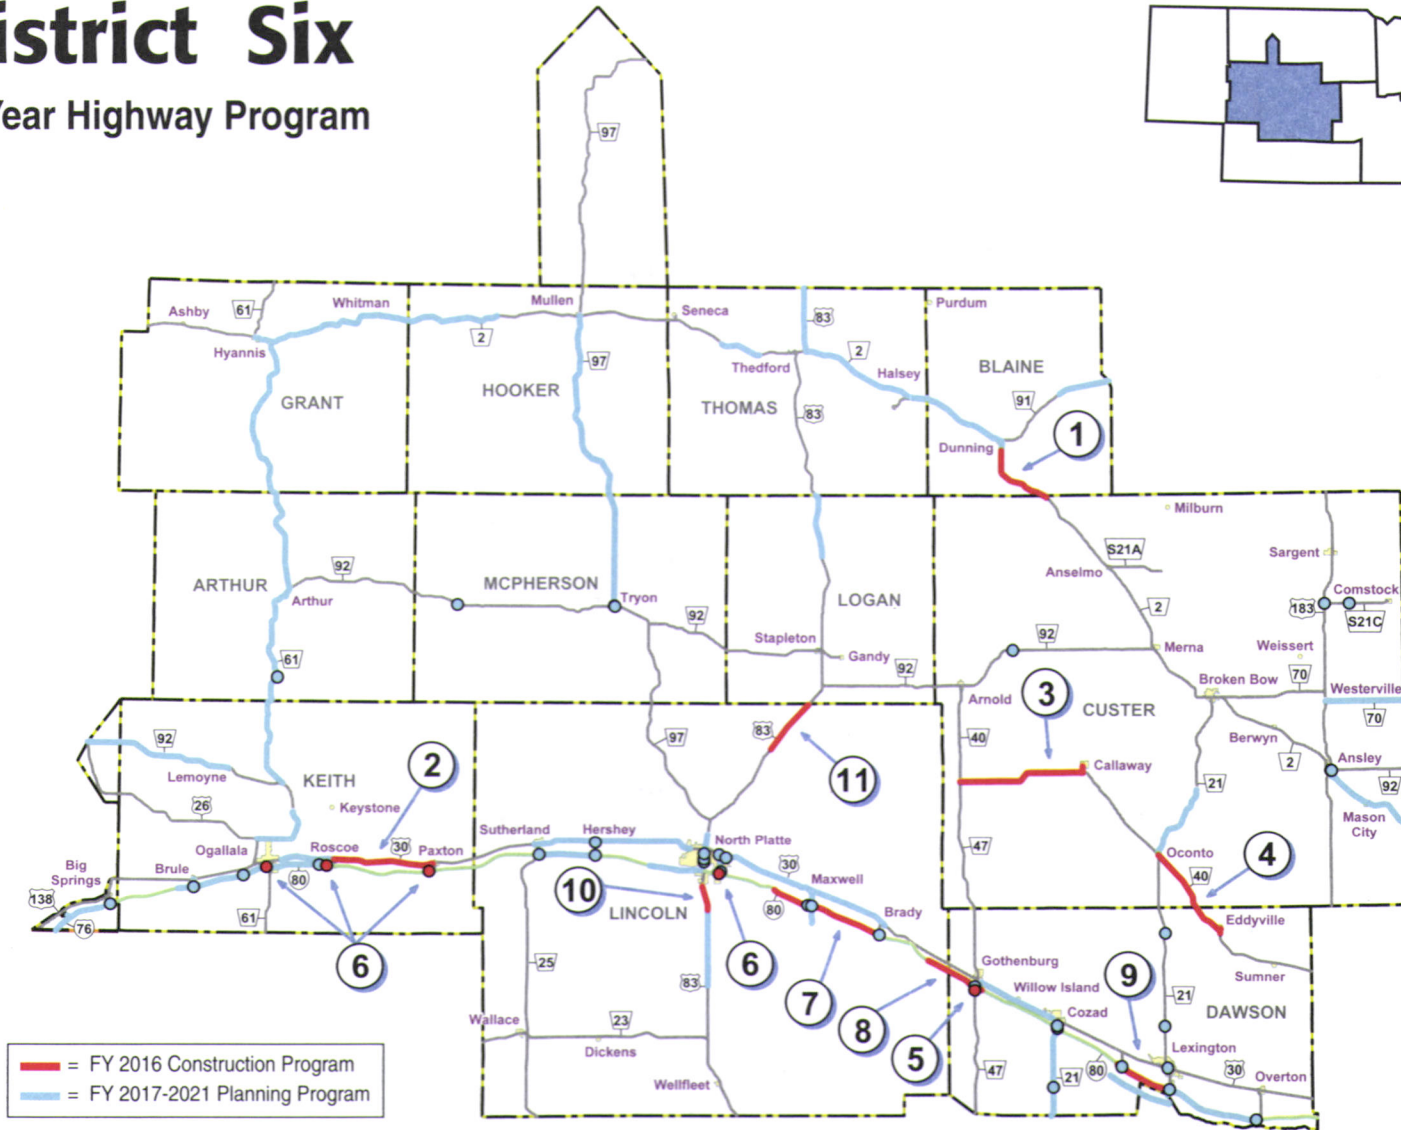 istrict Six
Year Highway Program
97
Ashby
61
Whitman
Mullen
Seneca
83
Purdum
Hyannis
2
97
Thedford
2
Halsey
BLAINE
GRANT
HOOKER
THOMAS
83
91
1
Dunning
Milburn
S21A
Sargent
92
ARTHUR
MCPHERSON
Anselmo
Arthur
Tryon
LOGAN
2
183
Comstock
S21C
92
Stapleton
Gandy
92
Merna
Weissert
61
92
3
Broken Bow
70
Westerville
Arnold
CUSTER
70
92
97
83
40
Berwyn
2
Ansley
Lemoyne
KEITH
2
11
Callaway
21
92
26
Keystone
Mason
City
Sutherland
Hershey
North Platte
Ogallala
Roscoe
30
Paxton
47
Oconto
4
Big
Springs
Brule
80
30
Maxwell
40
138
76
61
10
LINCOLN
80
Brady
Eddyville
6
25
6
Gothenburg
9
Sumner
83
7
8
Willow Island
21
DAWSON
Wallace
23
Cozad
Dickens
5
Lexington
= FY 2016 Construction Program
47
21
80
30
Overton
= FY 2017-2021 Planning Program
Wellfleet